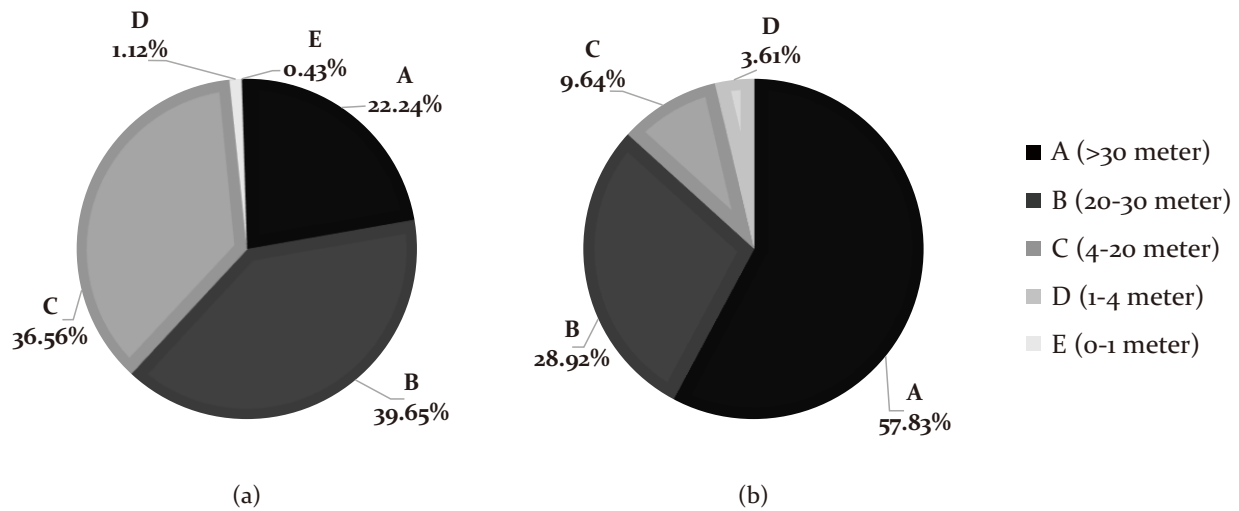 D
1.12%
E
0.43%
A
22.24%
C
36.56%
B
39.65%
(a)
D
3.61%
C
9.64%
B
28.92%
A
57.83%
(b)
A (>30 meter)
B (20-30 meter)
C (4-20 meter)
D (1-4 meter)
E (0-1 meter)